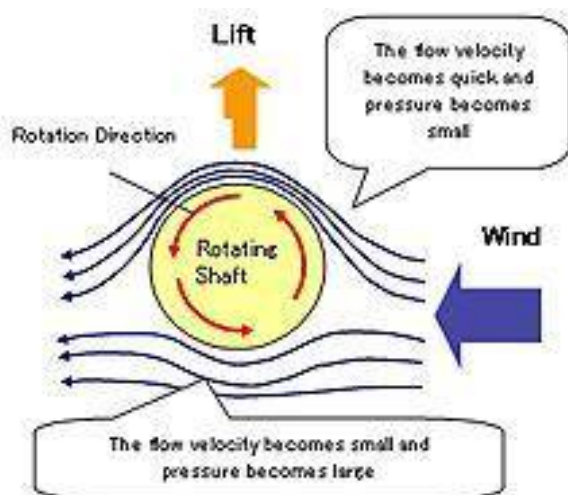 Lift
The flow velocity
becomes quick and
pressure becomes
small
Rotation Direction
Rotating
Shaft
Wind
The flow velocity becomes small and
pressure becomes large